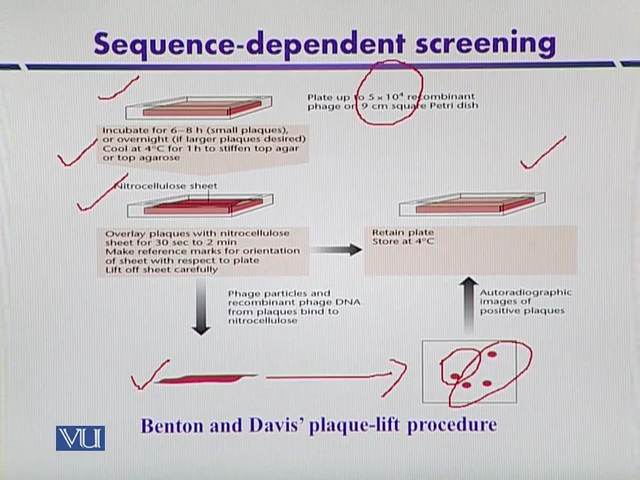 Sequence-dependent screening
Plate up to 5 × 10⁴ recombinant
phage on 9 cm square Petri dish
Incubate for 6–8 h (small plaques),
or overnight (if larger plaques desired)
Cool at 4°C for 1h to stiffen top agar
or top agarose
Nitrocellulose sheet
Overlay plaques with nitrocellulose
sheet for 30 sec to 2 min
Make reference marks for orientation
of sheet with respect to plate
Lift off sheet carefully
Retain plate
Store at 4°C
Phage particles and
recombinant phage DNA
from plaques bind to
nitrocellulose
Autoradiographic
images of
positive plaques
Benton and Davis' plaque-lift procedure
VU